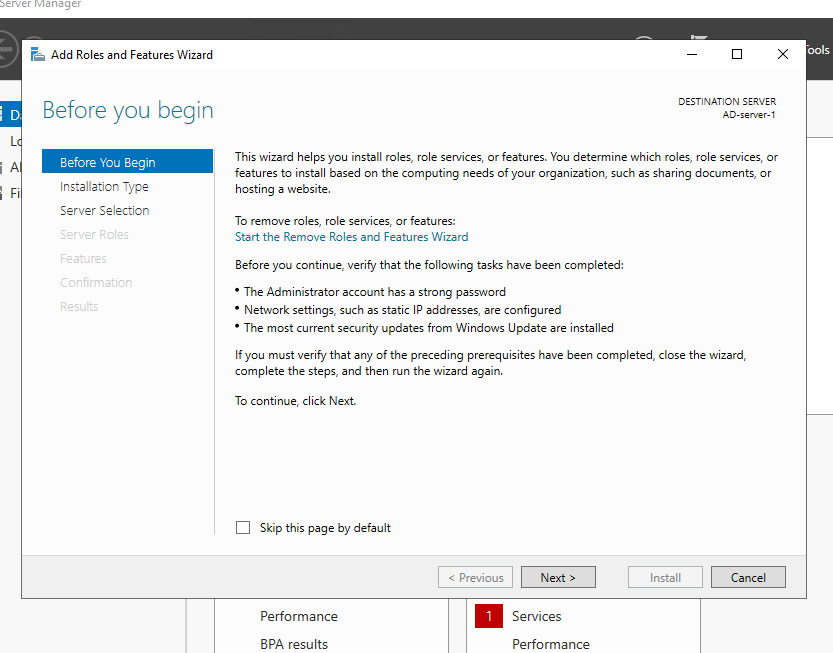 Server Manager
Add Roles and Features Wizard
Tools
Before you begin
DESTINATION SERVER
AD-server-1
Before You Begin
Installation Type
Server Selection
Server Roles
Features
Confirmation
Results
This wizard helps you install roles, role services, or features. You determine which roles, role services, or
features to install based on the computing needs of your organization, such as sharing documents, or
hosting a website.
To remove roles, role services, or features:
Start the Remove Roles and Features Wizard
Before you continue, verify that the following tasks have been completed:
• The Administrator account has a strong password
• Network settings, such as static IP addresses, are configured
• The most current security updates from Windows Update are installed
If you must verify that any of the preceding prerequisites have been completed, close the wizard,
complete the steps, and then run the wizard again.
To continue, click Next.
Skip this page by default
< Previous
Next >
Install
Cancel
Performance
1 Services
BPA results
Performance